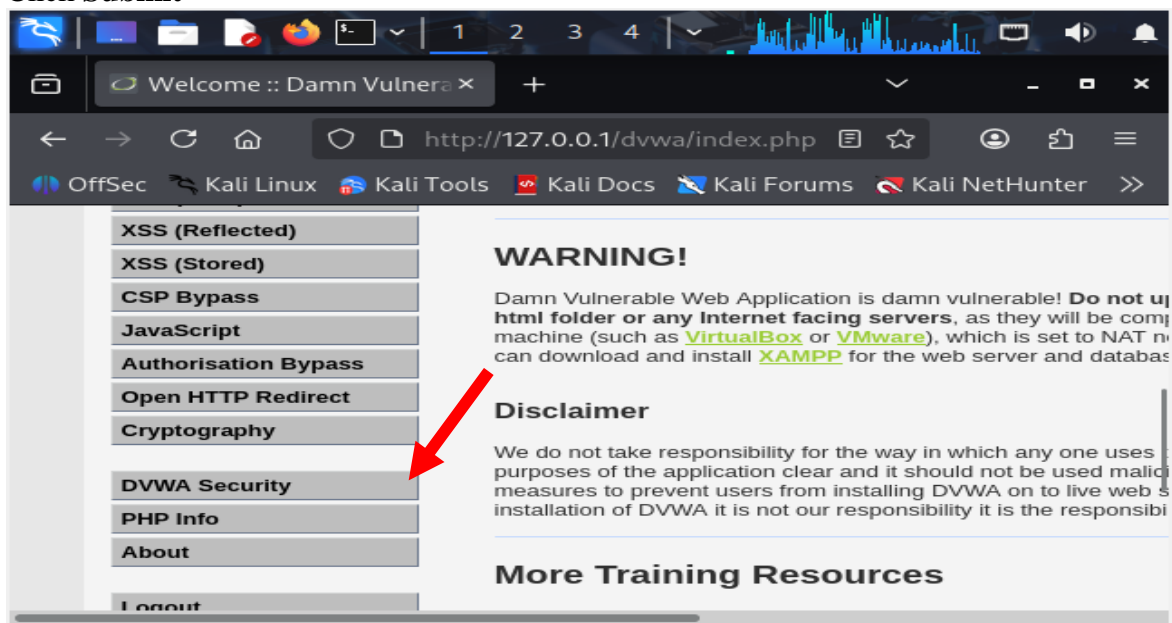 Click Submit
1 2 3 4
Welcome :: Damn Vulnera
http://127.0.0.1/dvwa/index.php
OffSec Kali Linux Kali Tools Kali Docs Kali Forums Kali NetHunter
XSS (Reflected)
XSS (Stored)
CSP Bypass
JavaScript
Authorisation Bypass
Open HTTP Redirect
Cryptography
DVWA Security
PHP Info
About
Logout
WARNING!
Damn Vulnerable Web Application is damn vulnerable! Do not up
html folder or any Internet facing servers, as they will be comp
machine (such as VirtualBox or VMware), which is set to NAT n
can download and install XAMPP for the web server and databas
Disclaimer
We do not take responsibility for the way in which any one uses
purposes of the application clear and it should not be used malici
measures to prevent users from installing DVWA on to live web s
installation of DVWA it is not our responsibility it is the responsibi
More Training Resources